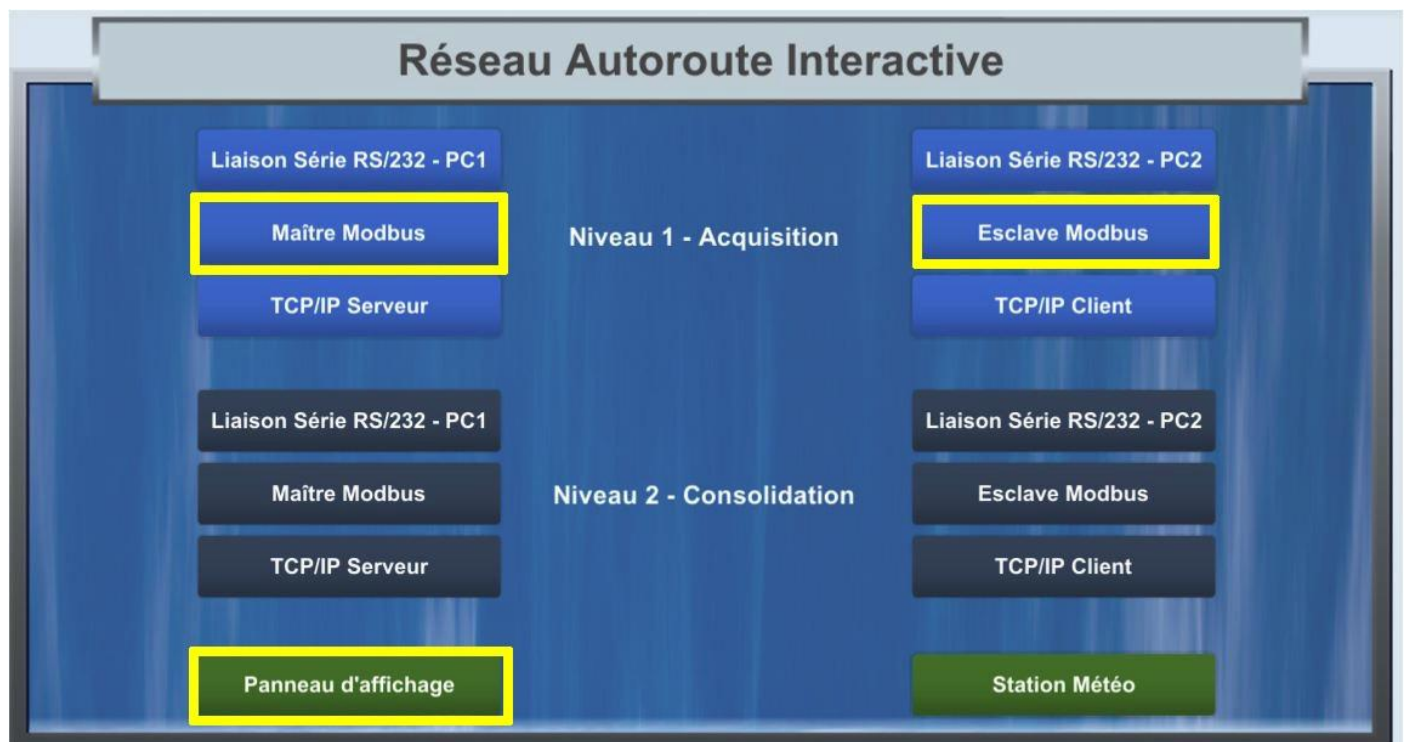 Réseau Autoroute Interactive
Liaison Série RS/232 - PC1
Liaison Série RS/232 - PC2
Maître Modbus
Niveau 1 - Acquisition
Esclave Modbus
TCP/IP Serveur
TCP/IP Client
Liaison Série RS/232 - PC1
Liaison Série RS/232 - PC2
Maître Modbus
Niveau 2 - Consolidation
Esclave Modbus
TCP/IP Serveur
TCP/IP Client
Panneau d'affichage
Station Météo